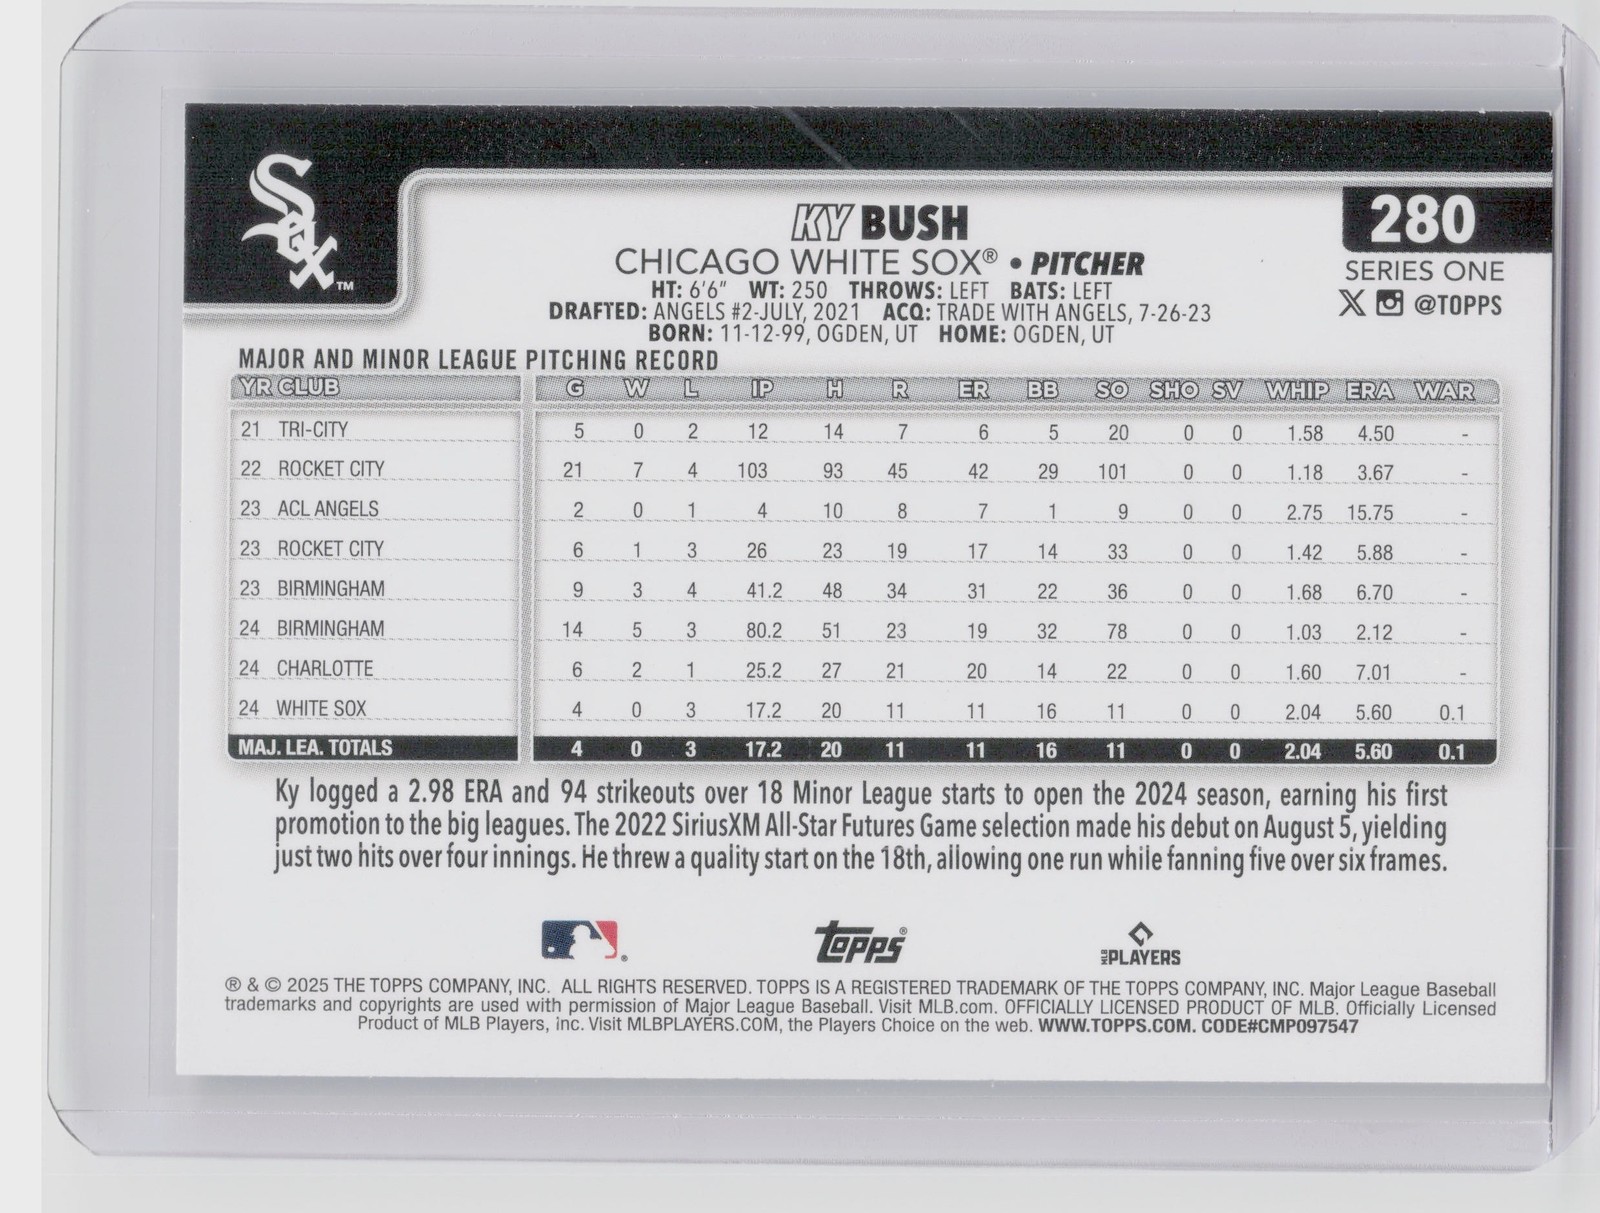 Sox™
280
KY BUSH
SERIES ONE
CHICAGO WHITE SOX® • PITCHER
@TOPPS
HT: 6'6" WT: 250 THROWS: LEFT BATS: LEFT
DRAFTED: ANGELS #2-JULY, 2021 ACQ: TRADE WITH ANGELS, 7-26-23
BORN: 11-12-99, OGDEN, UT HOME: OGDEN, UT
MAJOR AND MINOR LEAGUE PITCHING RECORD
YR CLUB G W L IP H R ER BB SO SHO SV WHIP ERA WAR
21 TRI-CITY 5 0 2 12 14 7 6 5 20 0 0 1.58 4.50 -
22 ROCKET CITY 21 7 4 103 93 45 42 29 101 0 0 1.18 3.67 -
23 ACL ANGELS 2 0 1 4 10 8 7 1 9 0 0 2.75 15.75 -
23 ROCKET CITY 6 1 3 26 23 19 17 14 33 0 0 1.42 5.88 -
23 BIRMINGHAM 9 3 4 41.2 48 34 31 22 36 0 0 1.68 6.70 -
24 BIRMINGHAM 14 5 3 80.2 51 23 19 32 78 0 0 1.03 2.12 -
24 CHARLOTTE 6 2 1 25.2 27 21 20 14 22 0 0 1.60 7.01 -
24 WHITE SOX 4 0 3 17.2 20 11 11 16 11 0 0 2.04 5.60 0.1
MAJ. LEA. TOTALS 4 0 3 17.2 20 11 11 16 11 0 0 2.04 5.60 0.1
Ky logged a 2.98 ERA and 94 strikeouts over 18 Minor League starts to open the 2024 season, earning his first
promotion to the big leagues. The 2022 SiriusXM All-Star Futures Game selection made his debut on August 5, yielding
just two hits over four innings. He threw a quality start on the 18th, allowing one run while fanning five over six frames.
® topps® MLB PLAYERS
® & © 2025 THE TOPPS COMPANY, INC. ALL RIGHTS RESERVED. TOPPS IS A REGISTERED TRADEMARK OF THE TOPPS COMPANY, INC. Major League Baseball
trademarks and copyrights are used with permission of Major League Baseball. Visit MLB.com. OFFICIALLY LICENSED PRODUCT OF MLB. Officially Licensed
Product of MLB Players, inc. Visit MLBPLAYERS.COM, the Players Choice on the web. WWW.TOPPS.COM. CODE#CMP097547